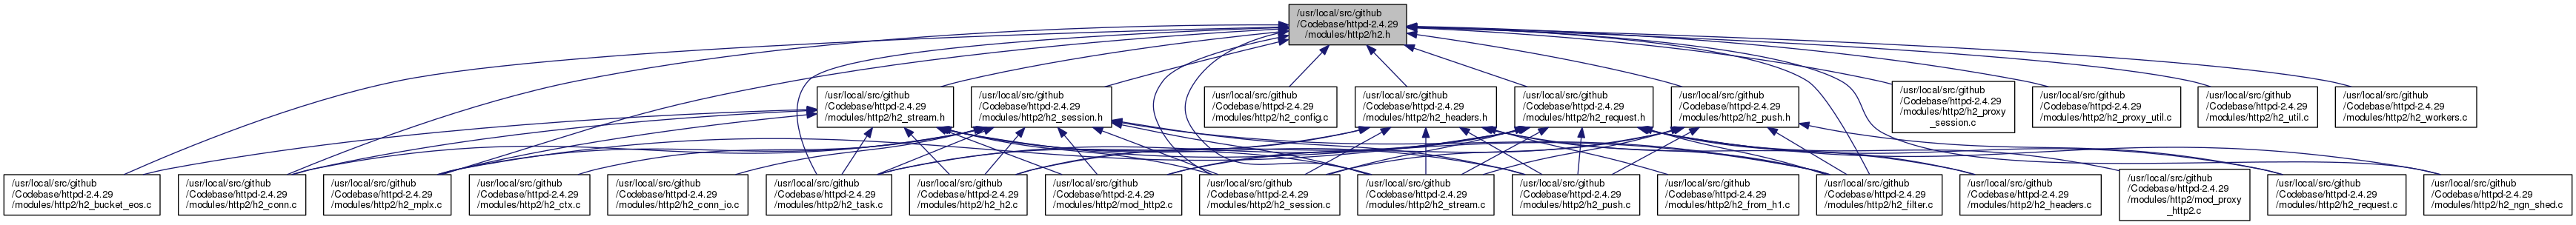 /usr/local/src/github
/Codebase/httpd-2.4.29
/modules/http2/h2.h
/usr/local/src/github
/Codebase/httpd-2.4.29
/modules/http2/h2_stream.h
/usr/local/src/github
/Codebase/httpd-2.4.29
/modules/http2/h2_session.h
/usr/local/src/github
/Codebase/httpd-2.4.29
/modules/http2/h2_config.c
/usr/local/src/github
/Codebase/httpd-2.4.29
/modules/http2/h2_headers.h
/usr/local/src/github
/Codebase/httpd-2.4.29
/modules/http2/h2_request.h
/usr/local/src/github
/Codebase/httpd-2.4.29
/modules/http2/h2_push.h
/usr/local/src/github
/Codebase/httpd-2.4.29
/modules/http2/h2_proxy
_session.c
/usr/local/src/github
/Codebase/httpd-2.4.29
/modules/http2/h2_proxy_util.c
/usr/local/src/github
/Codebase/httpd-2.4.29
/modules/http2/h2_util.c
/usr/local/src/github
/Codebase/httpd-2.4.29
/modules/http2/h2_workers.c
/usr/local/src/github
/Codebase/httpd-2.4.29
/modules/http2/h2_bucket_eos.c
/usr/local/src/github
/Codebase/httpd-2.4.29
/modules/http2/h2_conn.c
/usr/local/src/github
/Codebase/httpd-2.4.29
/modules/http2/h2_mplx.c
/usr/local/src/github
/Codebase/httpd-2.4.29
/modules/http2/h2_ctx.c
/usr/local/src/github
/Codebase/httpd-2.4.29
/modules/http2/h2_conn_io.c
/usr/local/src/github
/Codebase/httpd-2.4.29
/modules/http2/h2_task.c
/usr/local/src/github
/Codebase/httpd-2.4.29
/modules/http2/h2_h2.c
/usr/local/src/github
/Codebase/httpd-2.4.29
/modules/http2/mod_http2.c
/usr/local/src/github
/Codebase/httpd-2.4.29
/modules/http2/h2_session.c
/usr/local/src/github
/Codebase/httpd-2.4.29
/modules/http2/h2_stream.c
/usr/local/src/github
/Codebase/httpd-2.4.29
/modules/http2/h2_push.c
/usr/local/src/github
/Codebase/httpd-2.4.29
/modules/http2/h2_from_h1.c
/usr/local/src/github
/Codebase/httpd-2.4.29
/modules/http2/h2_filter.c
/usr/local/src/github
/Codebase/httpd-2.4.29
/modules/http2/h2_headers.c
/usr/local/src/github
/Codebase/httpd-2.4.29
/modules/http2/mod_proxy
_http2.c
/usr/local/src/github
/Codebase/httpd-2.4.29
/modules/http2/h2_request.c
/usr/local/src/github
/Codebase/httpd-2.4.29
/modules/http2/h2_ngn_shed.c